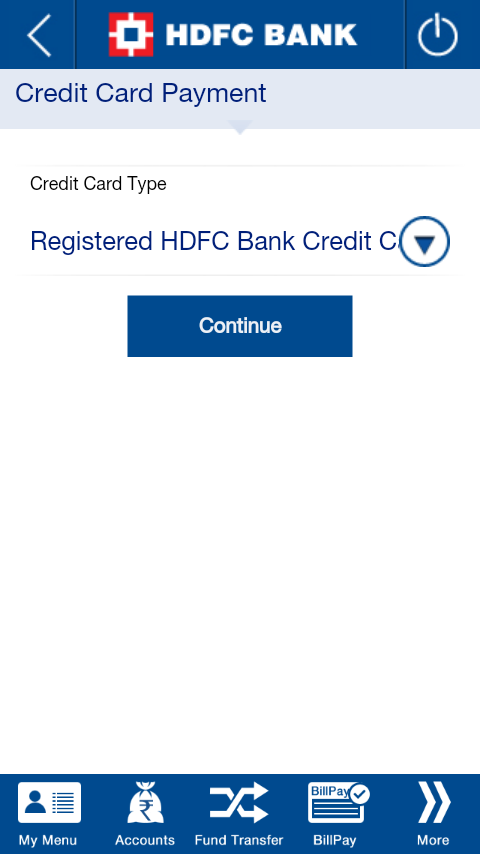 HDFC BANK
Credit Card Payment
Credit Card Type
Registered HDFC Bank Credit C
Continue
BillPay
My Menu
Accounts
Fund Transfer
BillPay
More